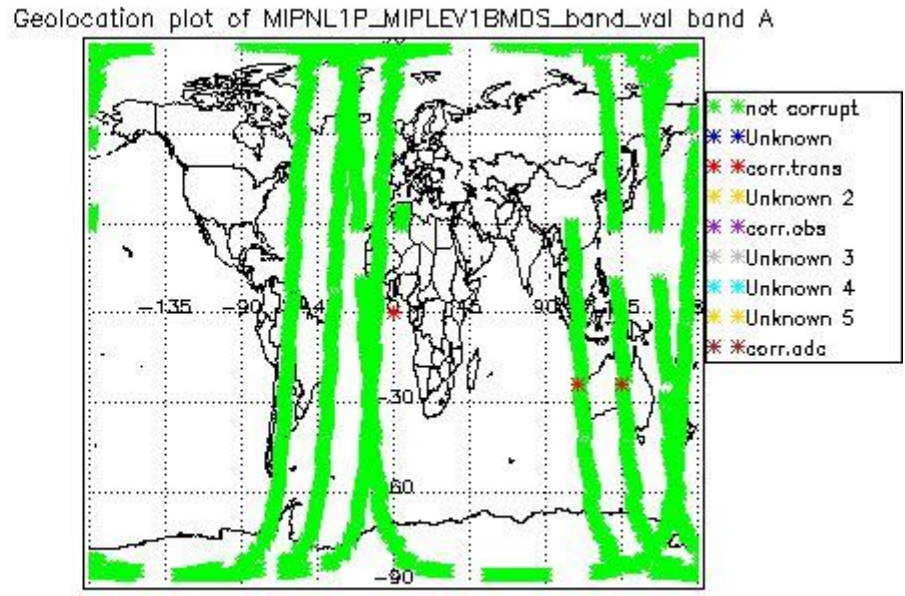 Geolocation plot of MIPNL1P_MIPLEV1BMDS_band_val band A
not corrupt
Unknown
corr.trans
Unknown 2
corr.obs
Unknown 3
Unknown 4
Unknown 5
corr.adc
-135 -90 45 90
-30
-60
-90